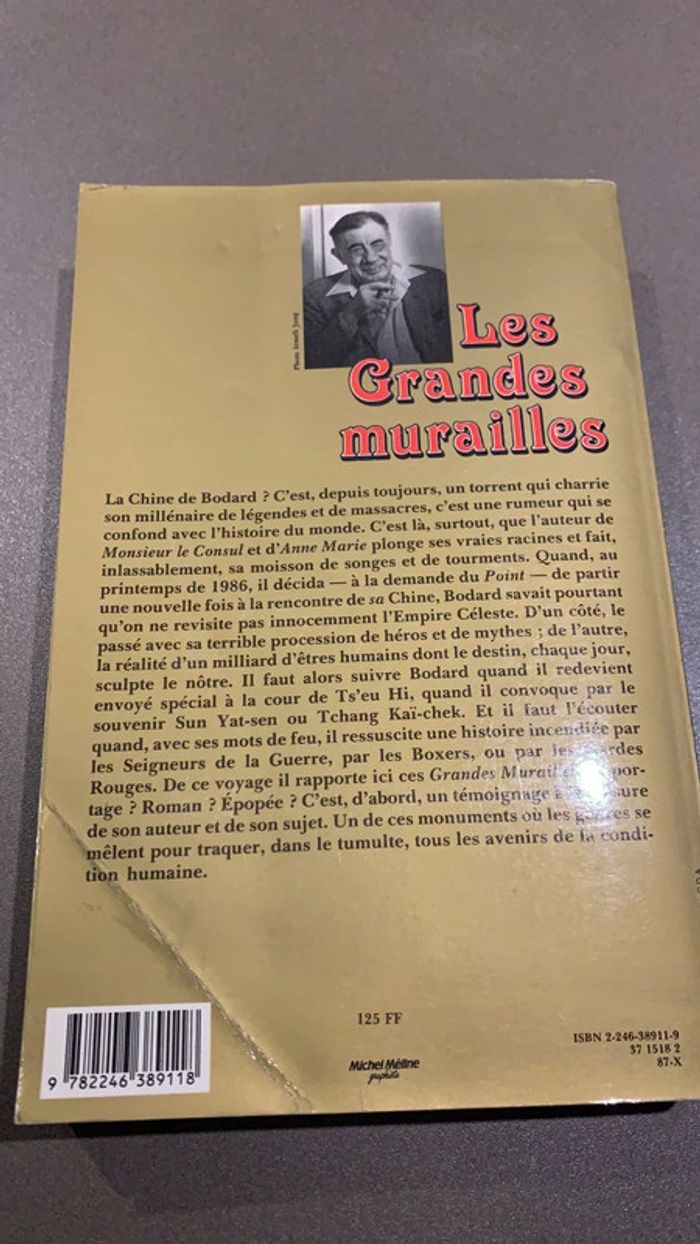 Photo Irmeli Jung
Les
Grandes
murailles
La Chine de Bodard ? C'est, depuis toujours, un torrent qui charrie
son millénaire de légendes et de massacres, c'est une rumeur qui se
confond avec l'histoire du monde. C'est là, surtout, que l'auteur de
Monsieur le Consul et d'Anne Marie plonge ses vraies racines et fait,
inlassablement, sa moisson de songes et de tourments. Quand, au
printemps de 1986, il décida — à la demande du Point — de partir
une nouvelle fois à la rencontre de sa Chine, Bodard savait pourtant
qu'on ne revisite pas innocemment l'Empire Céleste. D'un côté, le
passé avec sa terrible procession de héros et de mythes ; de l'autre,
la réalité d'un milliard d'êtres humains dont le destin, chaque jour,
sculpte le nôtre. Il faut alors suivre Bodard quand il redevient
envoyé spécial à la cour de Ts'eu Hi, quand il convoque par le
souvenir Sun Yat-sen ou Tchang Kaï-chek. Et il faut l'écouter
quand, avec ses mots de feu, il ressuscite une histoire incendiée par
les Seigneurs de la Guerre, par les Boxers, ou par les Gardes
Rouges. De ce voyage il rapporte ici ces Grandes
tage ? Roman ? Épopée ? C'est, d'abord, un témoignage
de son auteur et de son sujet. Un de ces monuments où les genres se
mêlent pour traquer, dans le tumulte, tous les avenirs de la condi-
tion humaine.
125 FF
Michel Méline
graphiste
ISBN 2-246-38911-9
37 1518 2
87-X
9 782246 389118